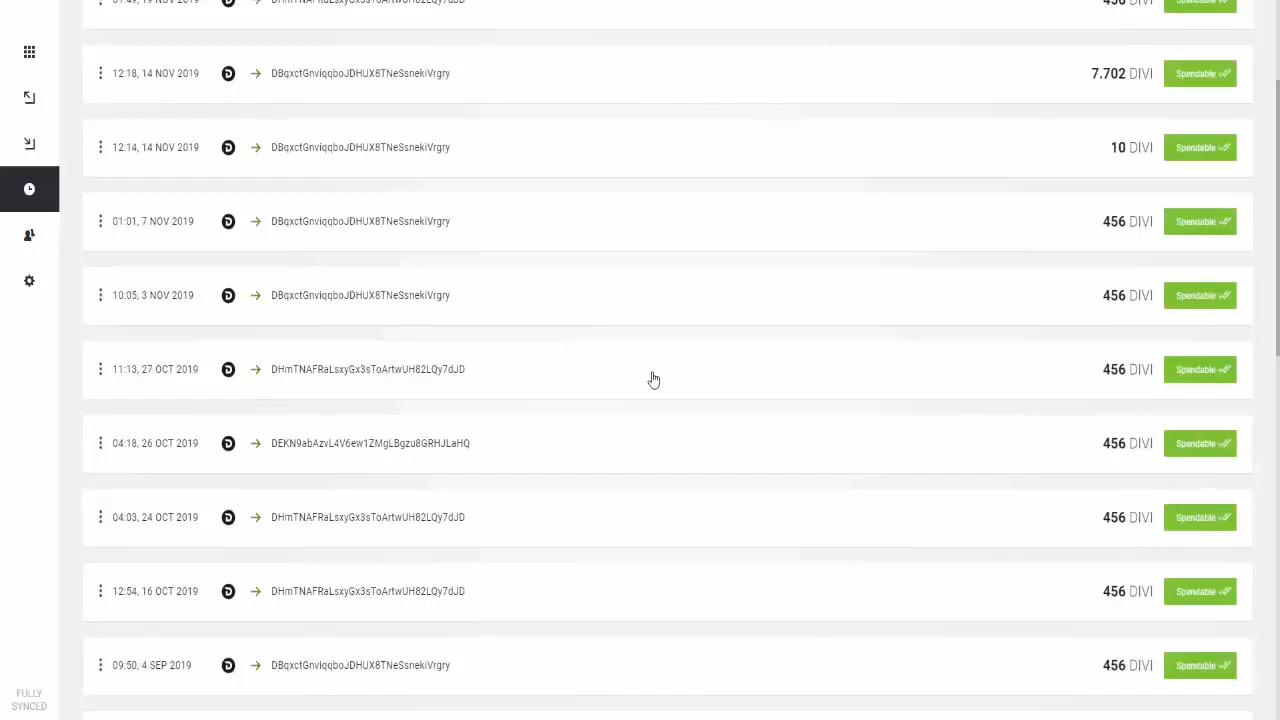 456 DIVI Spendable
12:18, 14 NOV 2019 DBqxctGnviqqboJDHUX8TNeSsnekiVrgry 7.702 DIVI Spendable
12:14, 14 NOV 2019 DBqxctGnviqqboJDHUX8TNeSsnekiVrgry 10 DIVI Spendable
01:01, 7 NOV 2019 DBqxctGnviqqboJDHUX8TNeSsnekiVrgry 456 DIVI Spendable
10:05, 3 NOV 2019 DBqxctGnviqqboJDHUX8TNeSsnekiVrgry 456 DIVI Spendable
11:13, 27 OCT 2019 DHmTNAFRaLsxyGx3sToArtwUH82LQy7dJD 456 DIVI Spendable
04:18, 26 OCT 2019 DEKN9abAzvL4V6ew1ZMgLBgzu8GRHJLaHQ 456 DIVI Spendable
04:03, 24 OCT 2019 DHmTNAFRaLsxyGx3sToArtwUH82LQy7dJD 456 DIVI Spendable
12:54, 16 OCT 2019 DHmTNAFRaLsxyGx3sToArtwUH82LQy7dJD 456 DIVI Spendable
09:50, 4 SEP 2019 DBqxctGnviqqboJDHUX8TNeSsnekiVrgry 456 DIVI Spendable
FULLY
SYNCED